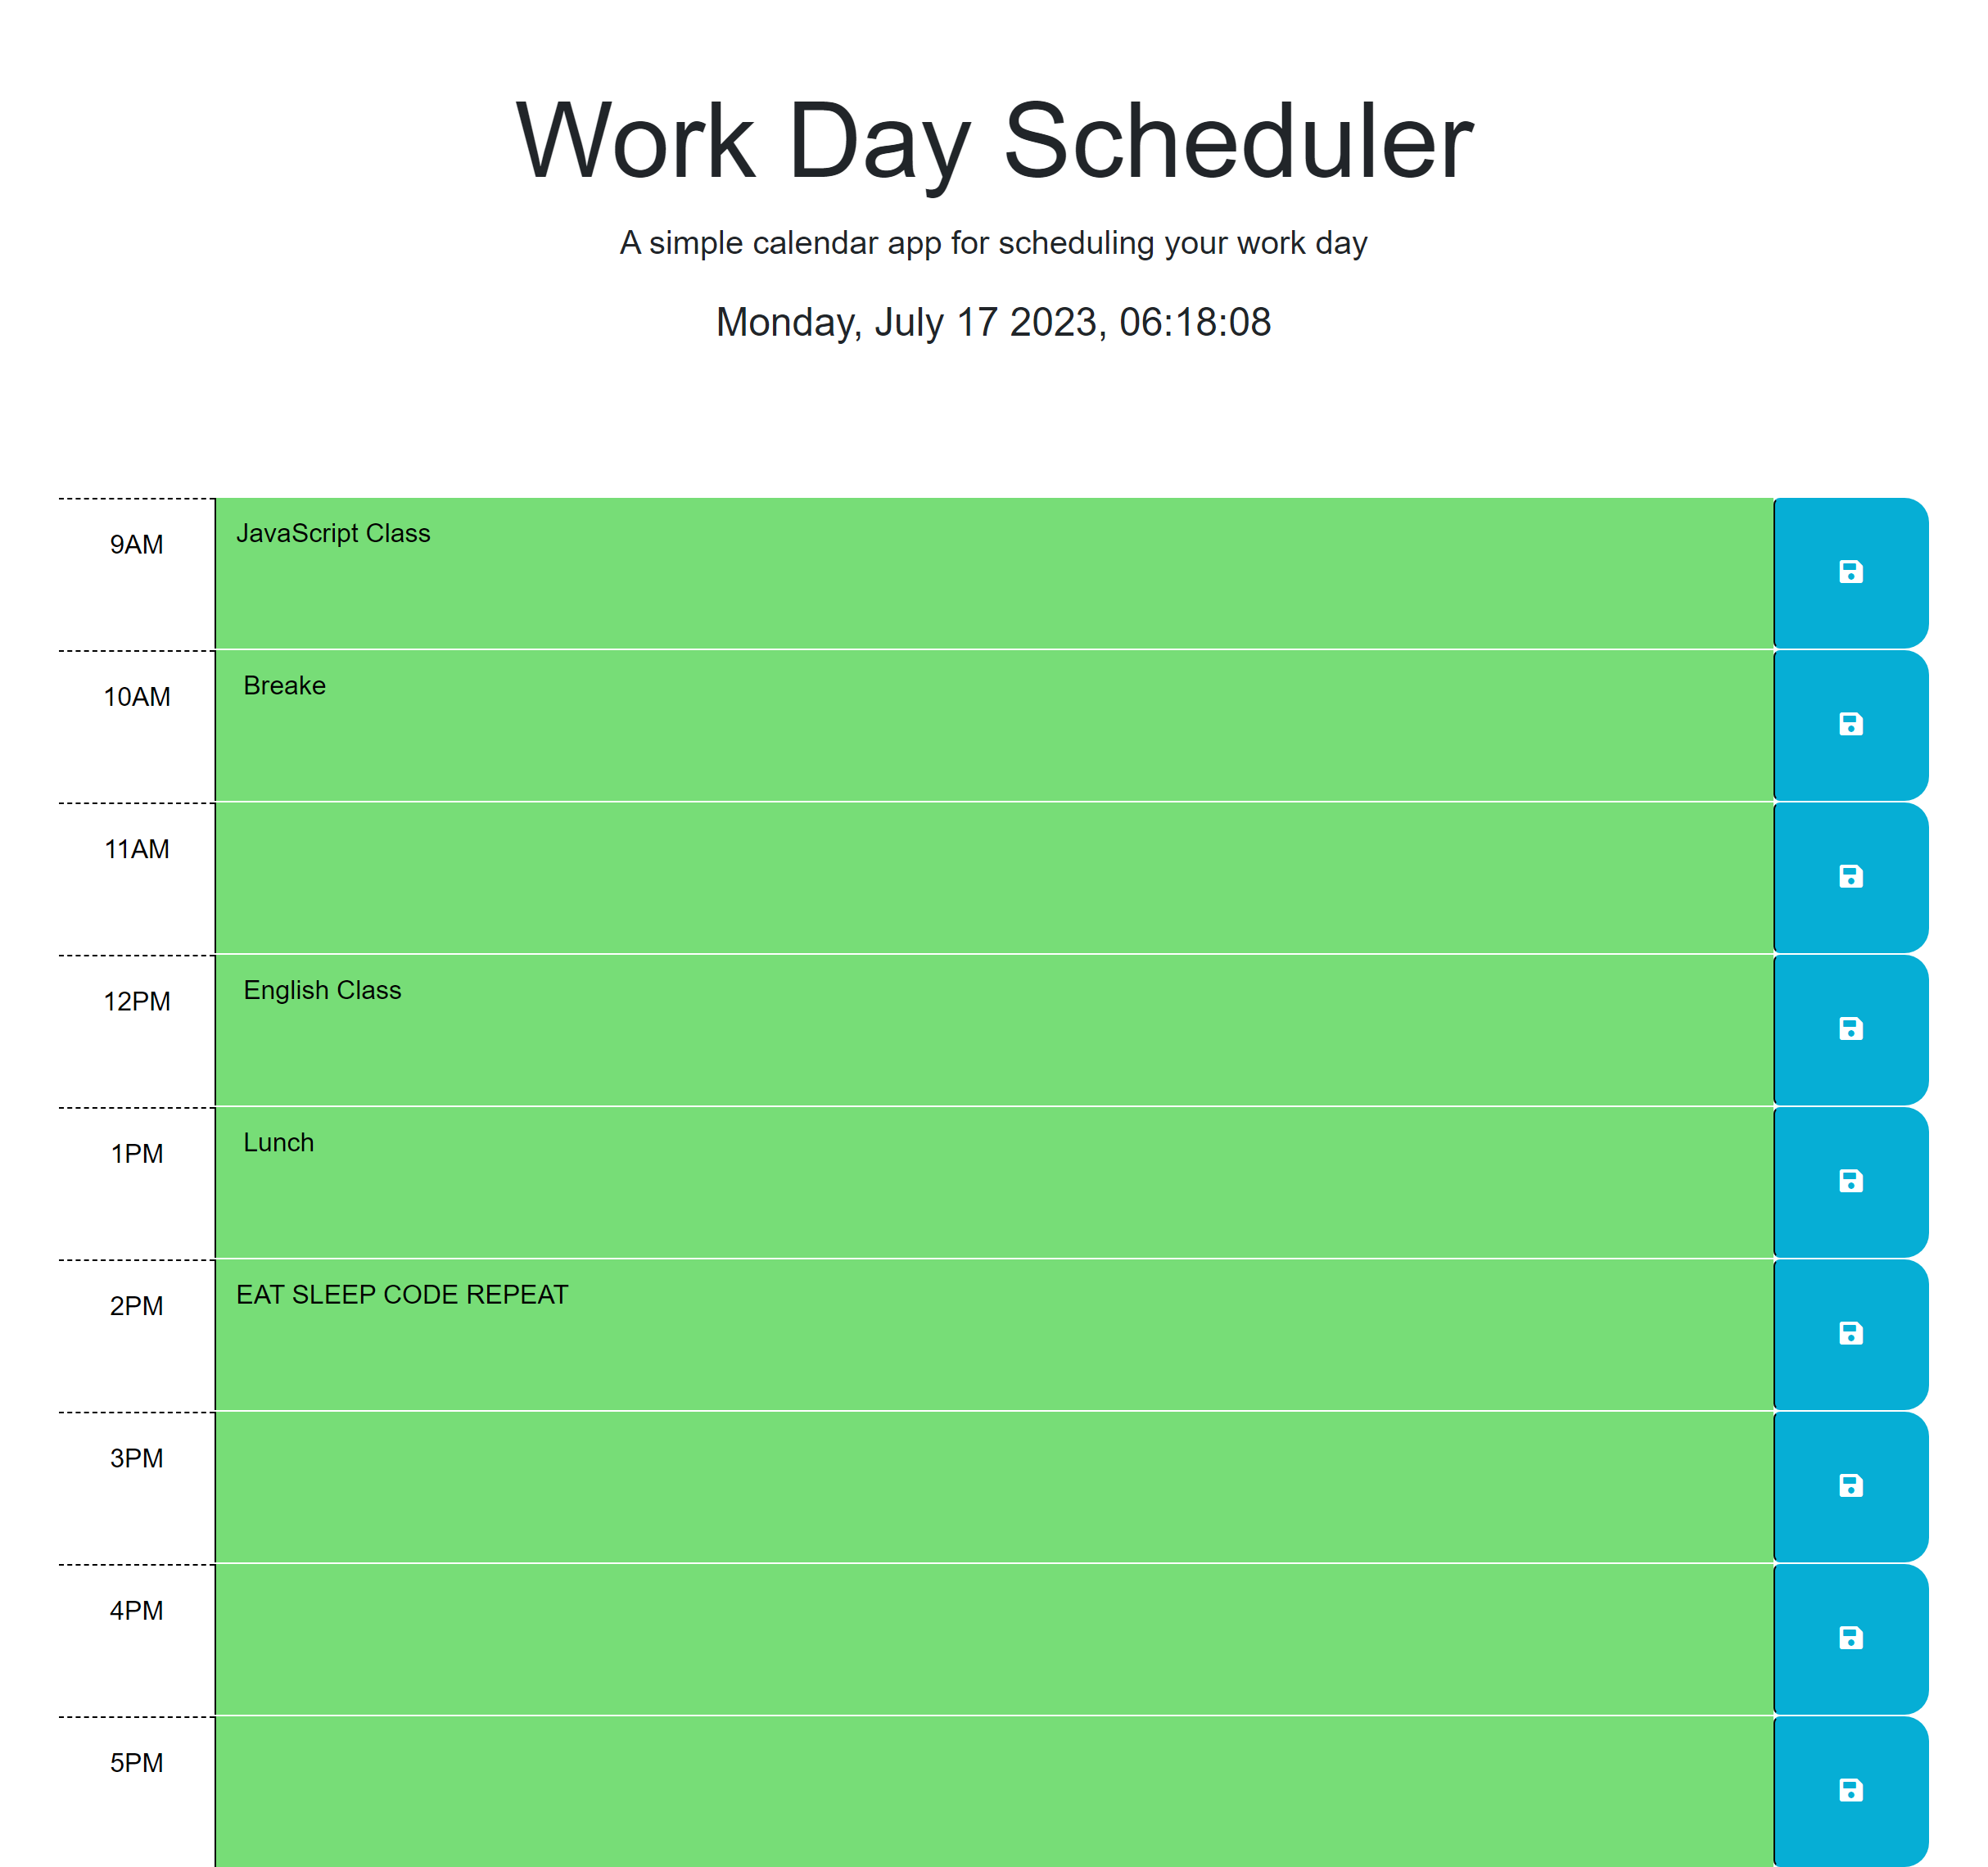 Work Day Scheduler
A simple calendar app for scheduling your work day
Monday, July 17 2023, 06:18:08
9AM JavaScript Class
10AM Breake
11AM
12PM English Class
1PM Lunch
2PM EAT SLEEP CODE REPEAT
3PM
4PM
5PM